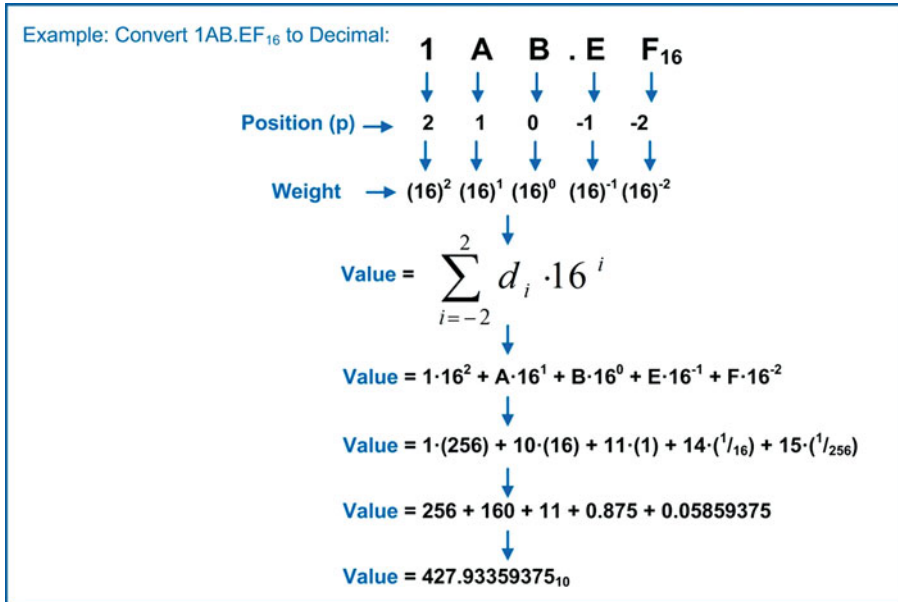 Example: Convert 1AB.EF₁₆ to Decimal:
1 A B . E F₁₆
Position (p) → 2 1 0 -1 -2
Weight → (16)² (16)¹ (16)⁰ (16)⁻¹ (16)⁻²
Value = ∑_{i=-2}^{2} d_i · 16^i
Value = 1·16² + A·16¹ + B·16⁰ + E·16⁻¹ + F·16⁻²
Value = 1·(256) + 10·(16) + 11·(1) + 14·(¹/₁₆) + 15·(¹/₂₅₆)
Value = 256 + 160 + 11 + 0.875 + 0.05859375
Value = 427.93359375₁₀